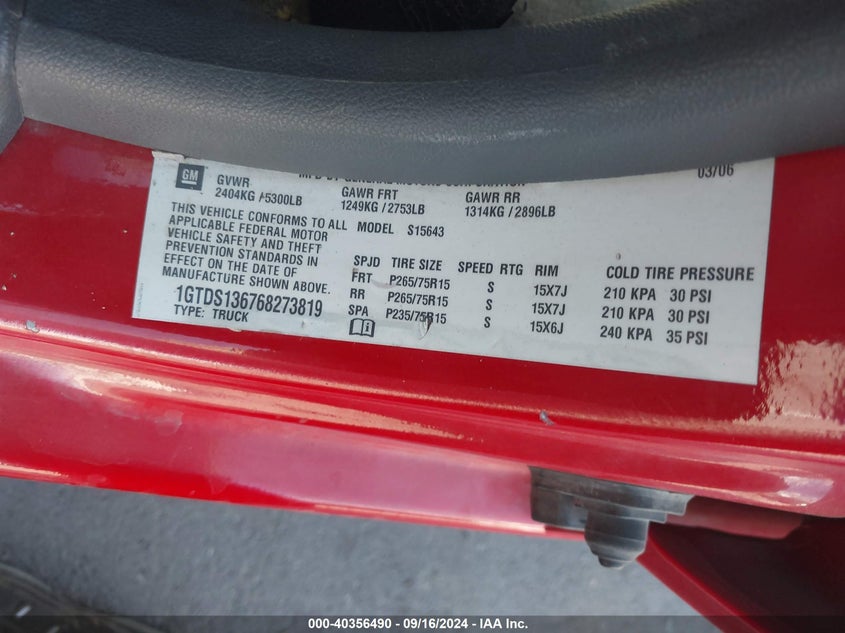 GM
03/06
GVWR
2404KG / 5300LB
GAWR FRT
1249KG / 2753LB
GAWR RR
1314KG / 2896LB
THIS VEHICLE CONFORMS TO ALL
APPLICABLE FEDERAL MOTOR
VEHICLE SAFETY AND THEFT
PREVENTION STANDARDS IN
EFFECT ON THE DATE OF
MANUFACTURE SHOWN ABOVE.
1GTDS136768273819
TYPE: TRUCK
MODEL S15643
SPJD TIRE SIZE SPEED RTG RIM COLD TIRE PRESSURE
FRT P265/75R15 S 15X7J 210 KPA 30 PSI
RR P265/75R15 S 15X7J 210 KPA 30 PSI
SPA P235/75R15 S 15X6J 240 KPA 35 PSI
000-40356490 - 09/16/2024 - IAA Inc.